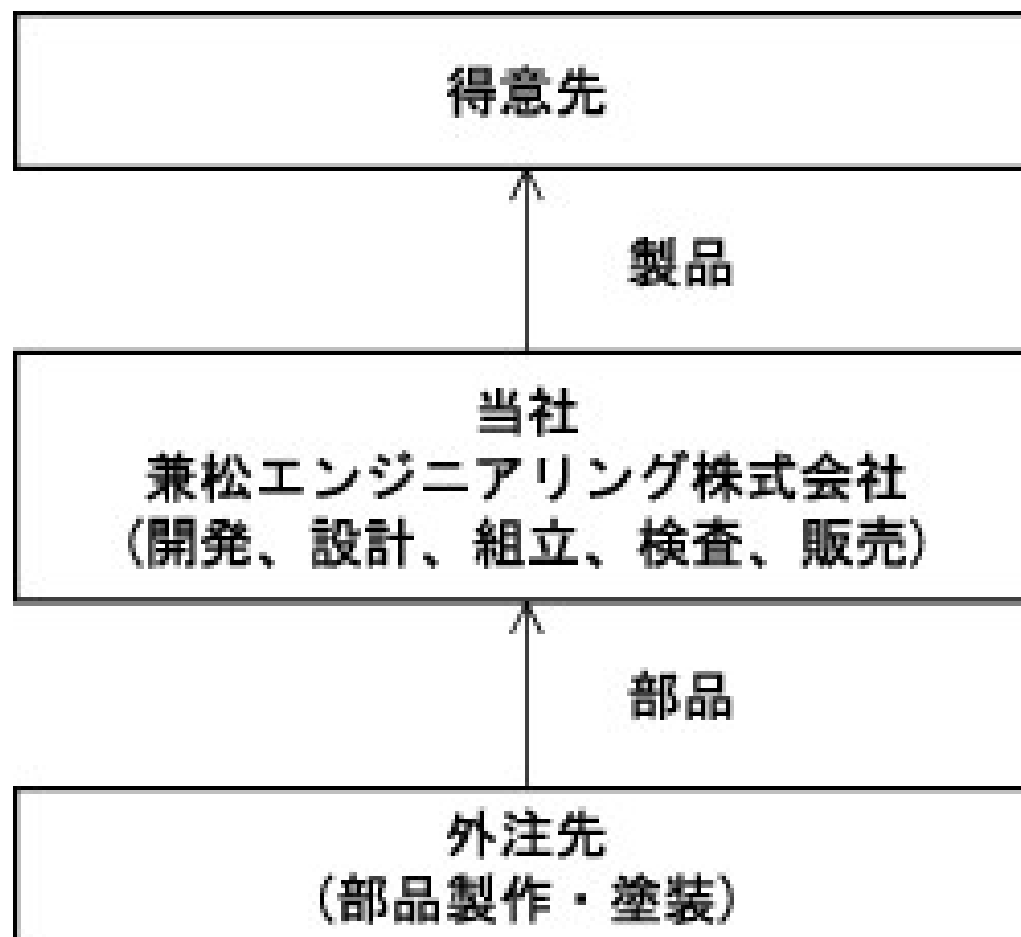 得意先
製品
当社
兼松エンジニアリング株式会社
(開発、設計、組立、検査、販売)
部品
外注先
(部品製作・塗装)